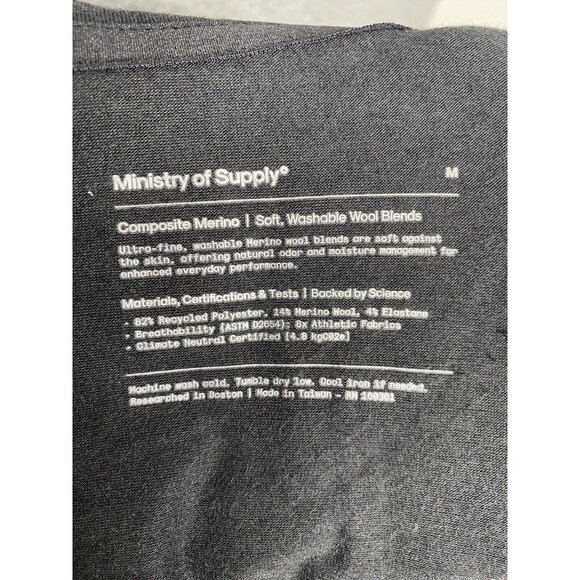 Ministry of Supply® M
Composite Merino | Soft, Washable Wool Blends
Ultra-fine, washable Merino wool blends are soft against
the skin, offering natural odor and moisture management for
enhanced everyday performance.
Materials, Certifications & Tests | Backed by Science
• 82% Recycled Polyester, 14% Merino Wool, 4% Elastane
• Breathability (ASTM D2654): 6x Athletic Fabrics
• Climate Neutral Certified [4.8 kgCO2e]
Machine wash cold. Tumble dry low. Cool iron if needed.
Researched in Boston | Made in Taiwan - RN 160361